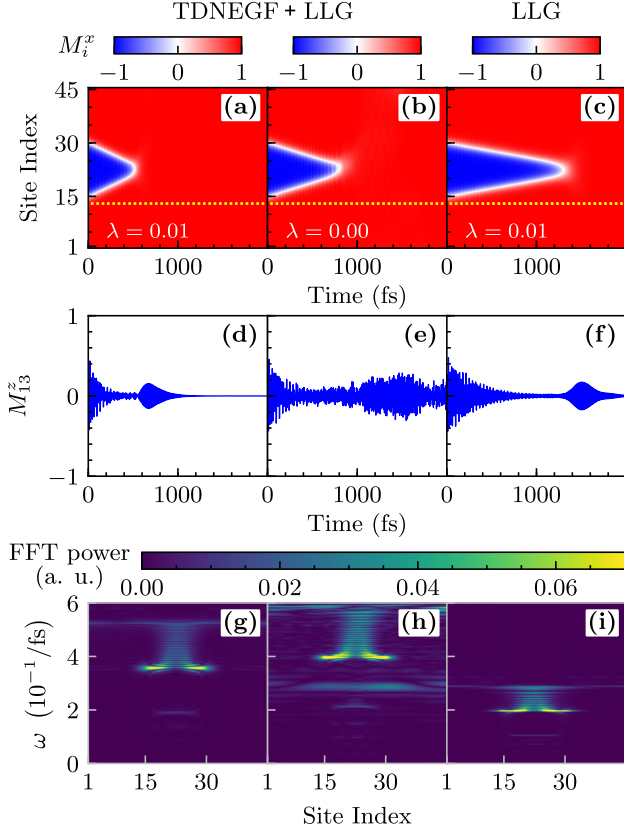 TDNEGF + LLG LLG
M_i^x
−1 0 1 −1 0 1 −1 0 1
(a) (b) (c)
45
30
15
1
Site Index
λ = 0.01 λ = 0.00 λ = 0.01
0 1000 0 1000 0 1000
Time (fs)
(d) (e) (f)
1
0
−1
M_13^z
0 1000 0 1000 0 1000
Time (fs)
FFT power
(a. u.)
0.00 0.02 0.04 0.06
(g) (h) (i)
6
4
2
0
ω (10⁻¹/fs)
1 15 30 1 15 30 1 15 30
Site Index